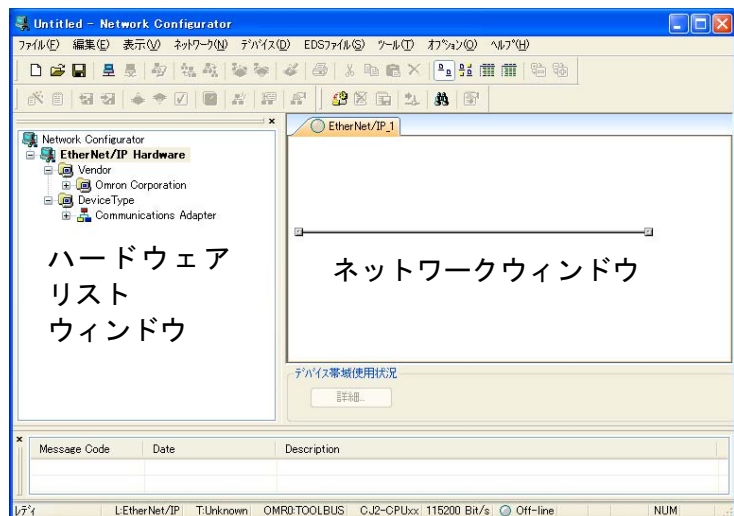 Untitled - Network Configurator
ファイル(F) 編集(E) 表示(V) ネットワーク(N) デバイス(D) EDSファイル(S) ツール(T) オプション(O) ヘルプ(H)
EtherNet/IP_1
Network Configurator
EtherNet/IP Hardware
Vendor
Omron Corporation
DeviceType
Communications Adapter
ハードウェア
リスト
ウィンドウ
ネットワークウィンドウ
デバイス帯域使用状況
詳細...
Message Code Date Description
レディ L:EtherNet/IP T:Unknown OMR0:TOOLBUS CJ2-CPUxx 115200 Bit/s Off-line NUM